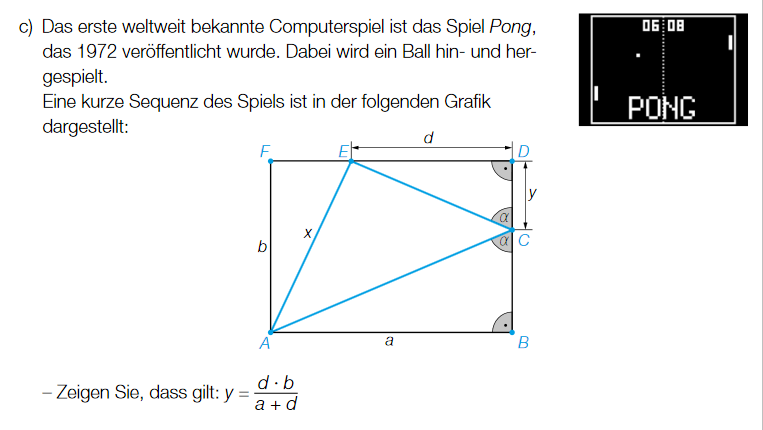 c) Das erste weltweit bekannte Computerspiel ist das Spiel Pong,
das 1972 veröffentlicht wurde. Dabei wird ein Ball hin- und her-
gespielt.
Eine kurze Sequenz des Spiels ist in der folgenden Grafik
dargestellt:
06 08
PONG
d
F E D
y
α
x
α C
b
A a B
– Zeigen Sie, dass gilt: y = d · b / a + d